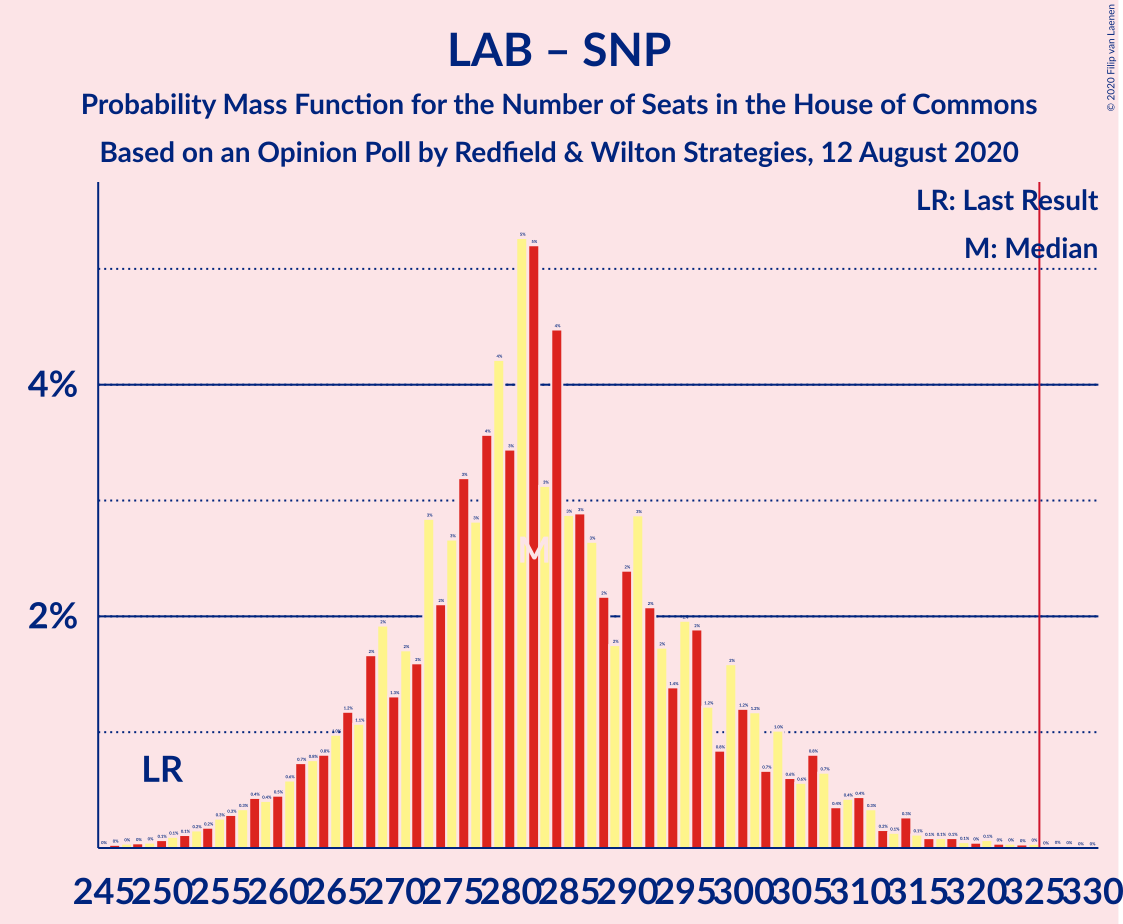 LAB – SNP
Probability Mass Function for the Number of Seats in the House of Commons
Based on an Opinion Poll by Redfield & Wilton Strategies, 12 August 2020
© 2020 Filip van Laenen
LR: Last Result
M: Median
4%
2%
LR
M
245 250 255 260 265 270 275 280 285 290 295 300 305 310 315 320 325 330